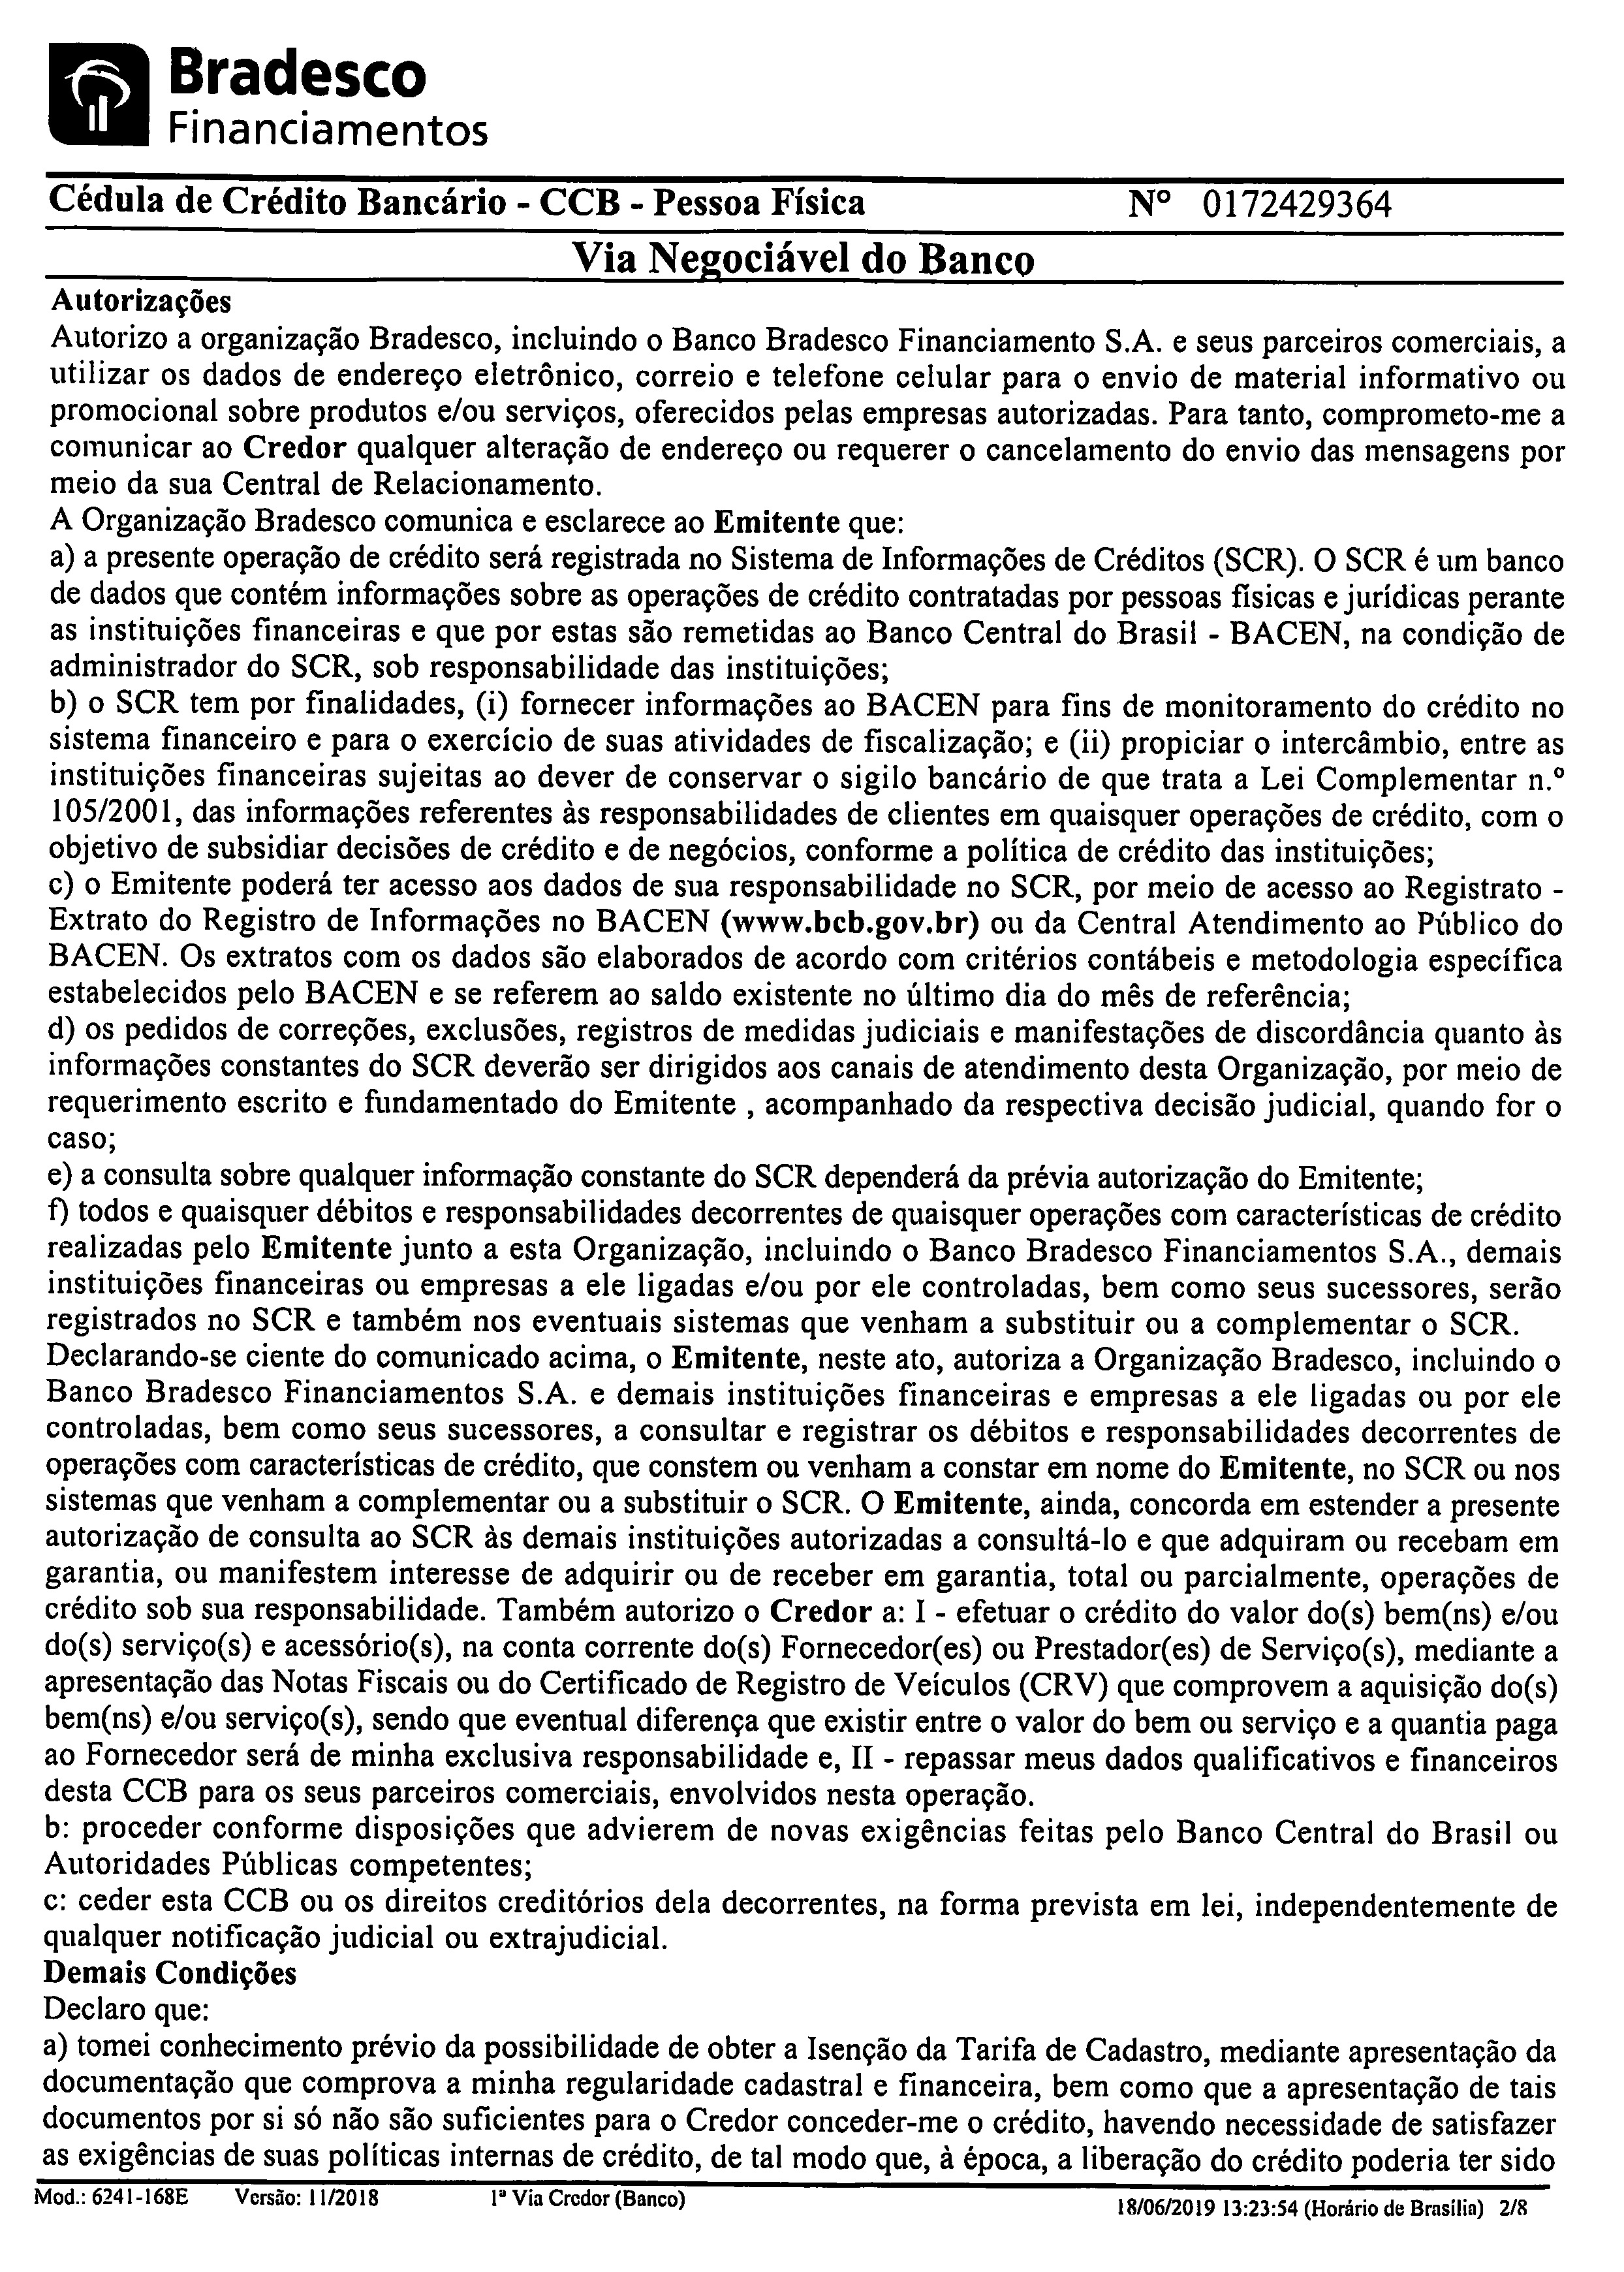 Bradesco
Financiamentos
Cédula de Crédito Bancário - CCB - Pessoa Física Nº 0172429364
Via Negociável do Banco
Autorizações
Autorizo a organização Bradesco, incluindo o Banco Bradesco Financiamento S.A. e seus parceiros comerciais, a
utilizar os dados de endereço eletrônico, correio e telefone celular para o envio de material informativo ou
promocional sobre produtos e/ou serviços, oferecidos pelas empresas autorizadas. Para tanto, comprometo-me a
comunicar ao Credor qualquer alteração de endereço ou requerer o cancelamento do envio das mensagens por
meio da sua Central de Relacionamento.
A Organização Bradesco comunica e esclarece ao Emitente que:
a) a presente operação de crédito será registrada no Sistema de Informações de Créditos (SCR). O SCR é um banco
de dados que contém informações sobre as operações de crédito contratadas por pessoas físicas e jurídicas perante
as instituições financeiras e que por estas são remetidas ao Banco Central do Brasil - BACEN, na condição de
administrador do SCR, sob responsabilidade das instituições;
b) o SCR tem por finalidades, (i) fornecer informações ao BACEN para fins de monitoramento do crédito no
sistema financeiro e para o exercício de suas atividades de fiscalização; e (ii) propiciar o intercâmbio, entre as
instituições financeiras sujeitas ao dever de conservar o sigilo bancário de que trata a Lei Complementar n.º
105/2001, das informações referentes às responsabilidades de clientes em quaisquer operações de crédito, com o
objetivo de subsidiar decisões de crédito e de negócios, conforme a política de crédito das instituições;
c) o Emitente poderá ter acesso aos dados de sua responsabilidade no SCR, por meio de acesso ao Registrato -
Extrato do Registro de Informações no BACEN (www.bcb.gov.br) ou da Central Atendimento ao Público do
BACEN. Os extratos com os dados são elaborados de acordo com critérios contábeis e metodologia específica
estabelecidos pelo BACEN e se referem ao saldo existente no último dia do mês de referência;
d) os pedidos de correções, exclusões, registros de medidas judiciais e manifestações de discordância quanto às
informações constantes do SCR deverão ser dirigidos aos canais de atendimento desta Organização, por meio de
requerimento escrito e fundamentado do Emitente , acompanhado da respectiva decisão judicial, quando for o
caso;
e) a consulta sobre qualquer informação constante do SCR dependerá da prévia autorização do Emitente;
f) todos e quaisquer débitos e responsabilidades decorrentes de quaisquer operações com características de crédito
realizadas pelo Emitente junto a esta Organização, incluindo o Banco Bradesco Financiamentos S.A., demais
instituições financeiras ou empresas a ele ligadas e/ou por ele controladas, bem como seus sucessores, serão
registrados no SCR e também nos eventuais sistemas que venham a substituir ou a complementar o SCR.
Declarando-se ciente do comunicado acima, o Emitente, neste ato, autoriza a Organização Bradesco, incluindo o
Banco Bradesco Financiamentos S.A. e demais instituições financeiras e empresas a ele ligadas ou por ele
controladas, bem como seus sucessores, a consultar e registrar os débitos e responsabilidades decorrentes de
operações com características de crédito, que constem ou venham a constar em nome do Emitente, no SCR ou nos
sistemas que venham a complementar ou a substituir o SCR. O Emitente, ainda, concorda em estender a presente
autorização de consulta ao SCR às demais instituições autorizadas a consultá-lo e que adquiram ou recebam em
garantia, ou manifestem interesse de adquirir ou de receber em garantia, total ou parcialmente, operações de
crédito sob sua responsabilidade. Também autorizo o Credor a: I - efetuar o crédito do valor do(s) bem(ns) e/ou
do(s) serviço(s) e acessório(s), na conta corrente do(s) Fornecedor(es) ou Prestador(es) de Serviço(s), mediante a
apresentação das Notas Fiscais ou do Certificado de Registro de Veículos (CRV) que comprovem a aquisição do(s)
bem(ns) e/ou serviço(s), sendo que eventual diferença que existir entre o valor do bem ou serviço e a quantia paga
ao Fornecedor será de minha exclusiva responsabilidade e, II - repassar meus dados qualificativos e financeiros
desta CCB para os seus parceiros comerciais, envolvidos nesta operação.
b: proceder conforme disposições que advierem de novas exigências feitas pelo Banco Central do Brasil ou
Autoridades Públicas competentes;
c: ceder esta CCB ou os direitos creditórios dela decorrentes, na forma prevista em lei, independentemente de
qualquer notificação judicial ou extrajudicial.
Demais Condições
Declaro que:
a) tomei conhecimento prévio da possibilidade de obter a Isenção da Tarifa de Cadastro, mediante apresentação da
documentação que comprova a minha regularidade cadastral e financeira, bem como que a apresentação de tais
documentos por si só não são suficientes para o Credor conceder-me o crédito, havendo necessidade de satisfazer
as exigências de suas políticas internas de crédito, de tal modo que, à época, a liberação do crédito poderia ter sido
Mod.: 6241-168E Versão: 11/2018 1ª Via Credor (Banco)
18/06/2019 13:23:54 (Horário de Brasília) 2/8